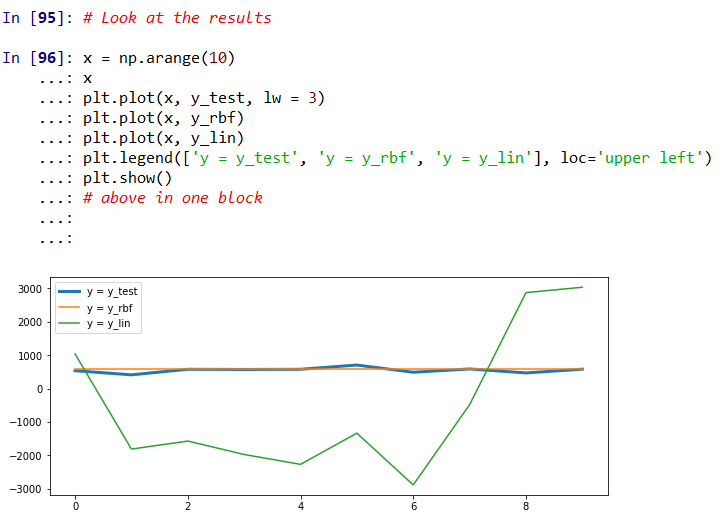 In [95]: # Look at the results
In [96]: x = np.arange(10)
...: x
...: plt.plot(x, y_test, lw = 3)
...: plt.plot(x, y_rbf)
...: plt.plot(x, y_lin)
...: plt.legend(['y = y_test', 'y = y_rbf', 'y = y_lin'], loc='upper left')
...: plt.show()
...: # above in one block
...:
...:
y = y_test
y = y_rbf
y = y_lin
3000
2000
1000
0
−1000
−2000
−3000
0 2 4 6 8